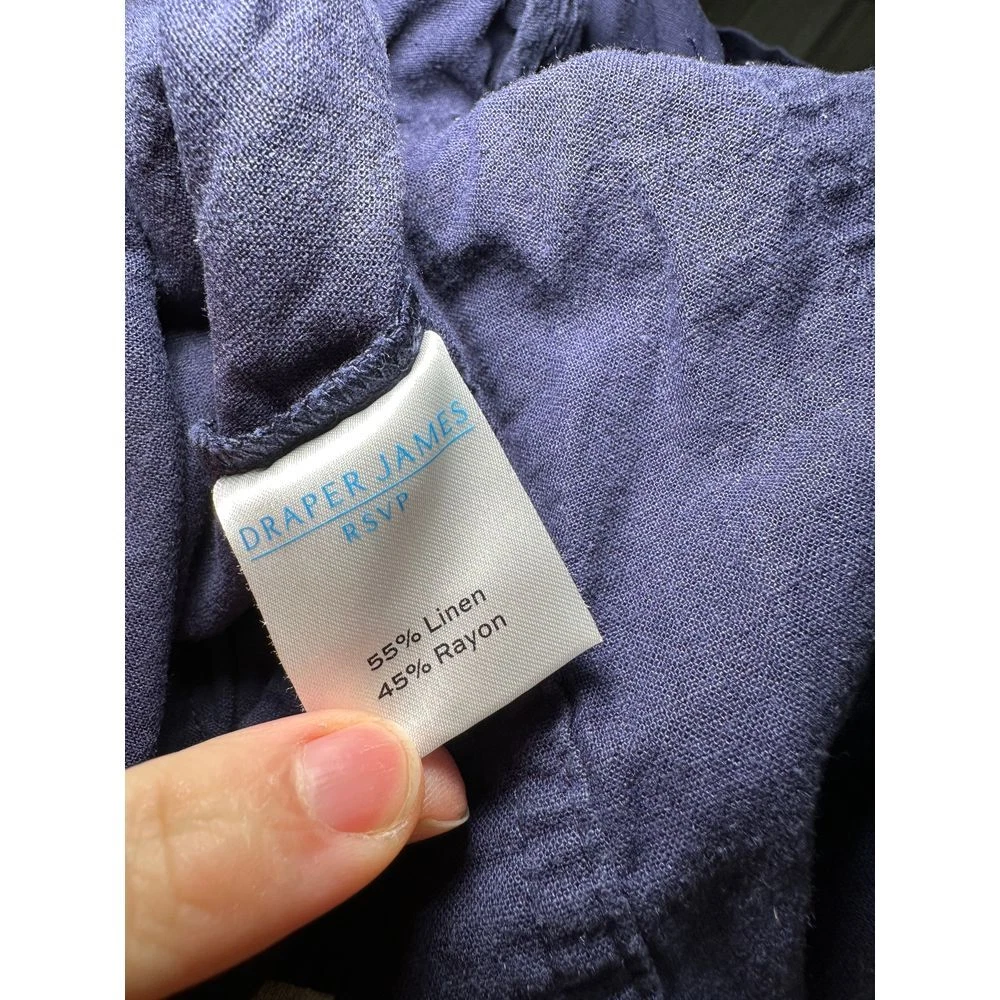 DRAPER JAMES
RSVP
55% Linen
45% Rayon